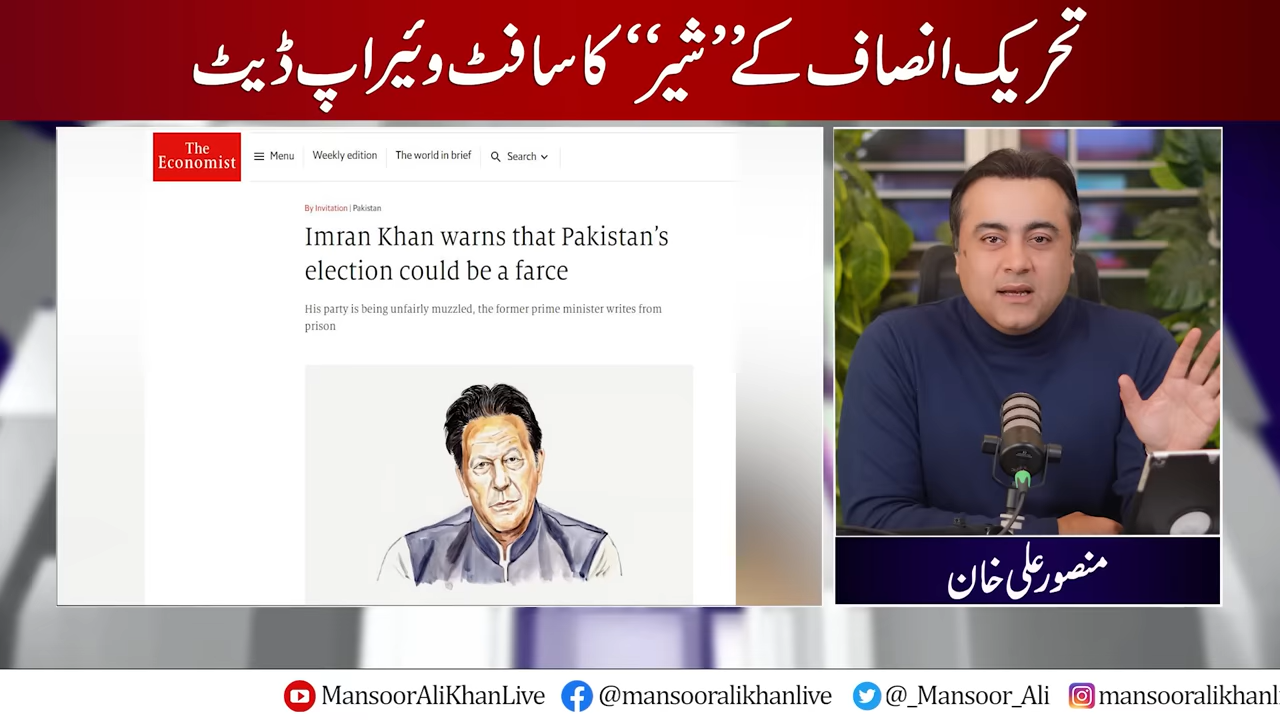 تحریک انصاف کے ”شیر“ کا سافٹ ویئر اپ ڈیٹ
The
Economist
Menu
Weekly edition
The world in brief
Search
By Invitation | Pakistan
Imran Khan warns that Pakistan’s
election could be a farce
His party is being unfairly muzzled, the former prime minister writes from
prison
منصور علی خان
MansoorAliKhanLive
@mansooralikhanlive
@_Mansoor_Ali
mansooralikhanl